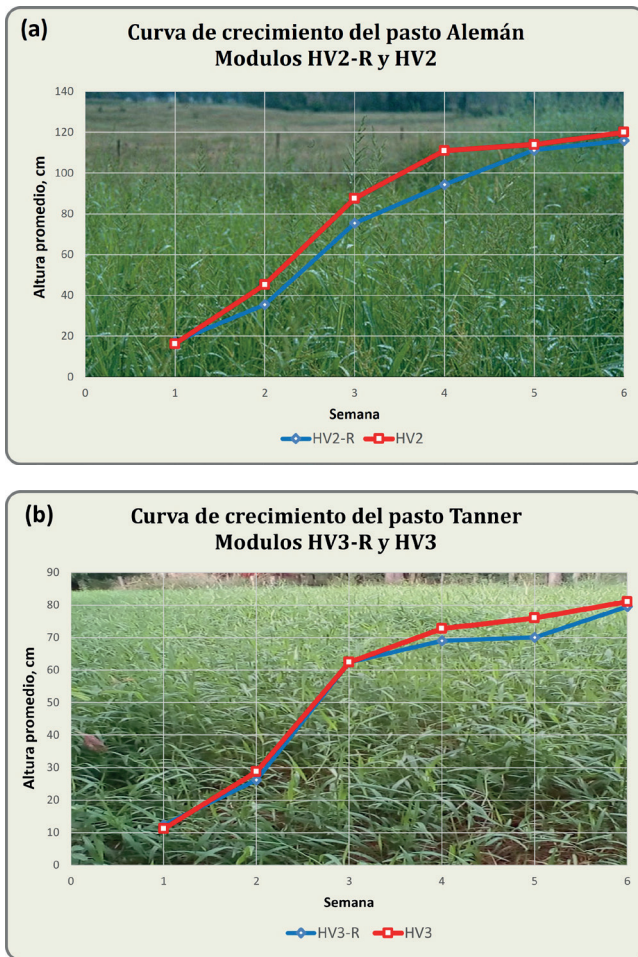 (a)
Curva de crecimiento del pasto Alemán
Modulos HV2-R y HV2
Altura promedio, cm
140
120
100
80
60
40
20
0
0 1 2 3 4 5 6
Semana
HV2-R HV2
(b)
Curva de crecimiento del pasto Tanner
Modulos HV3-R y HV3
Altura promedio, cm
90
80
70
60
50
40
30
20
10
0
0 1 2 3 4 5 6
Semana
HV3-R HV3